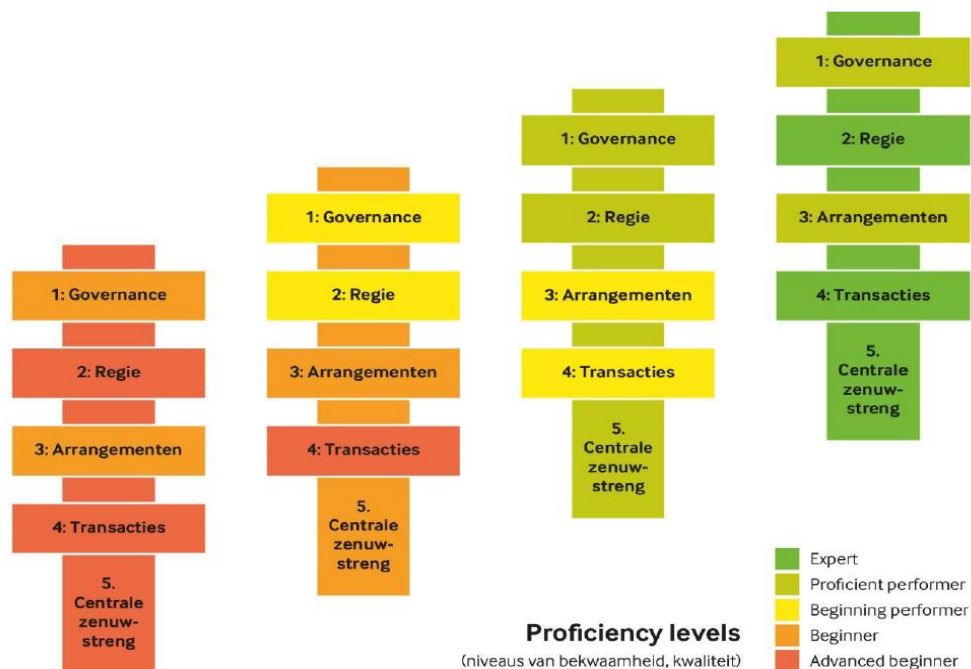 1: Governance
2: Regie
3: Arrangementen
4: Transacties
5.
Centrale
zenuw-
streng
1: Governance
2: Regie
3: Arrangementen
4: Transacties
5.
Centrale
zenuw-
streng
1: Governance
2: Regie
3: Arrangementen
4: Transacties
5.
Centrale
zenuw-
streng
1: Governance
2: Regie
3: Arrangementen
4: Transacties
5.
Centrale
zenuw-
streng
Proficiency levels
(niveaus van bekwaamheid, kwaliteit)
Expert
Proficient performer
Beginning performer
Beginner
Advanced beginner